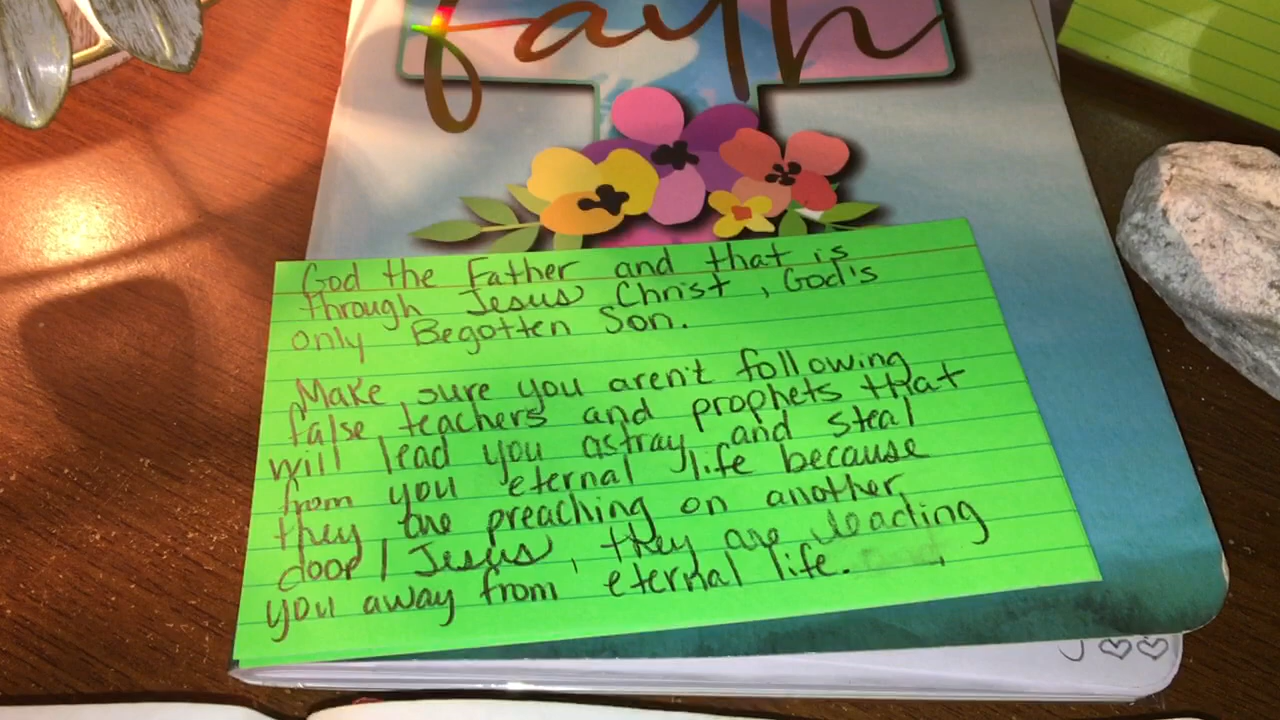 faith
God the Father and that is
through Jesus Christ, God's
only Begotten Son.
Make sure you aren't following
false teachers and prophets that
will lead you astray and steal
from you eternal life because
they are preaching on another
door / Jesus, they are leading
you away from eternal life.